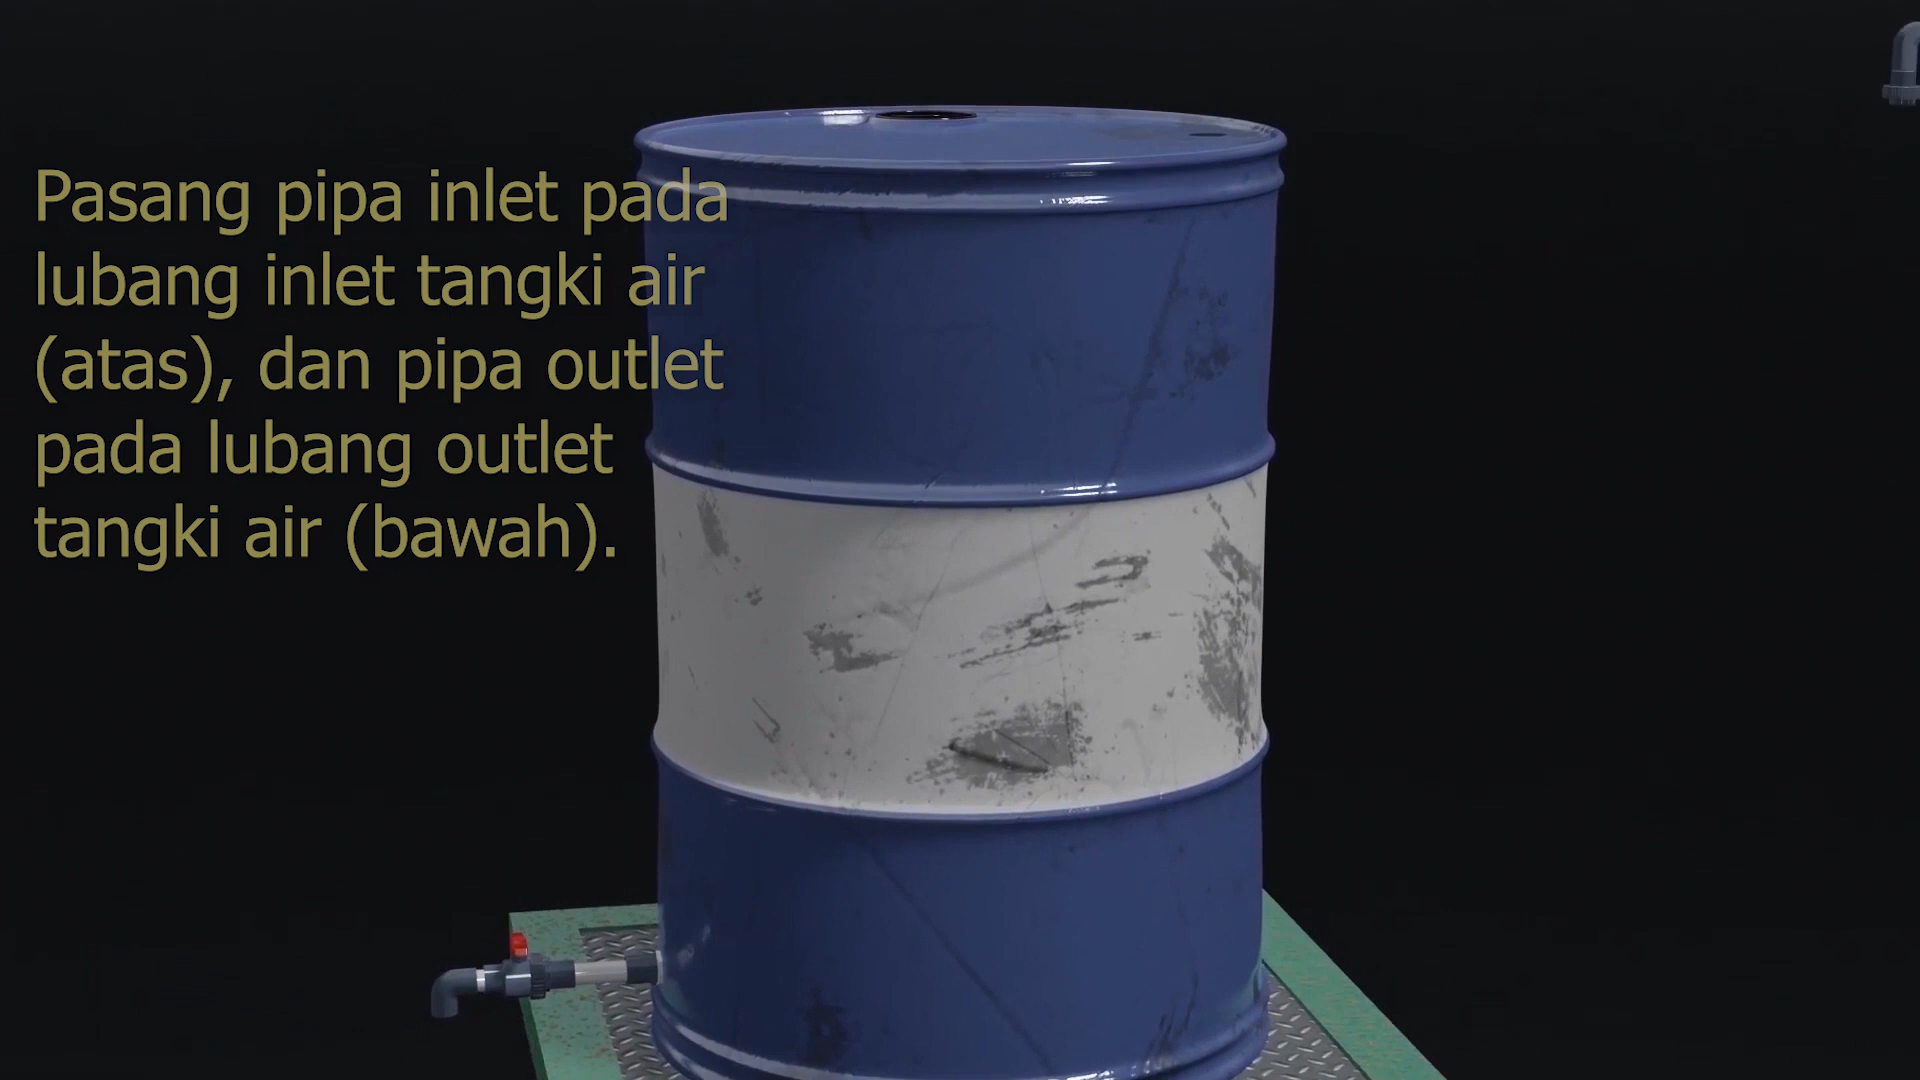 Pasang pipa inlet pada
lubang inlet tangki air
(atas), dan pipa outlet
pada lubang outlet
tangki air (bawah).